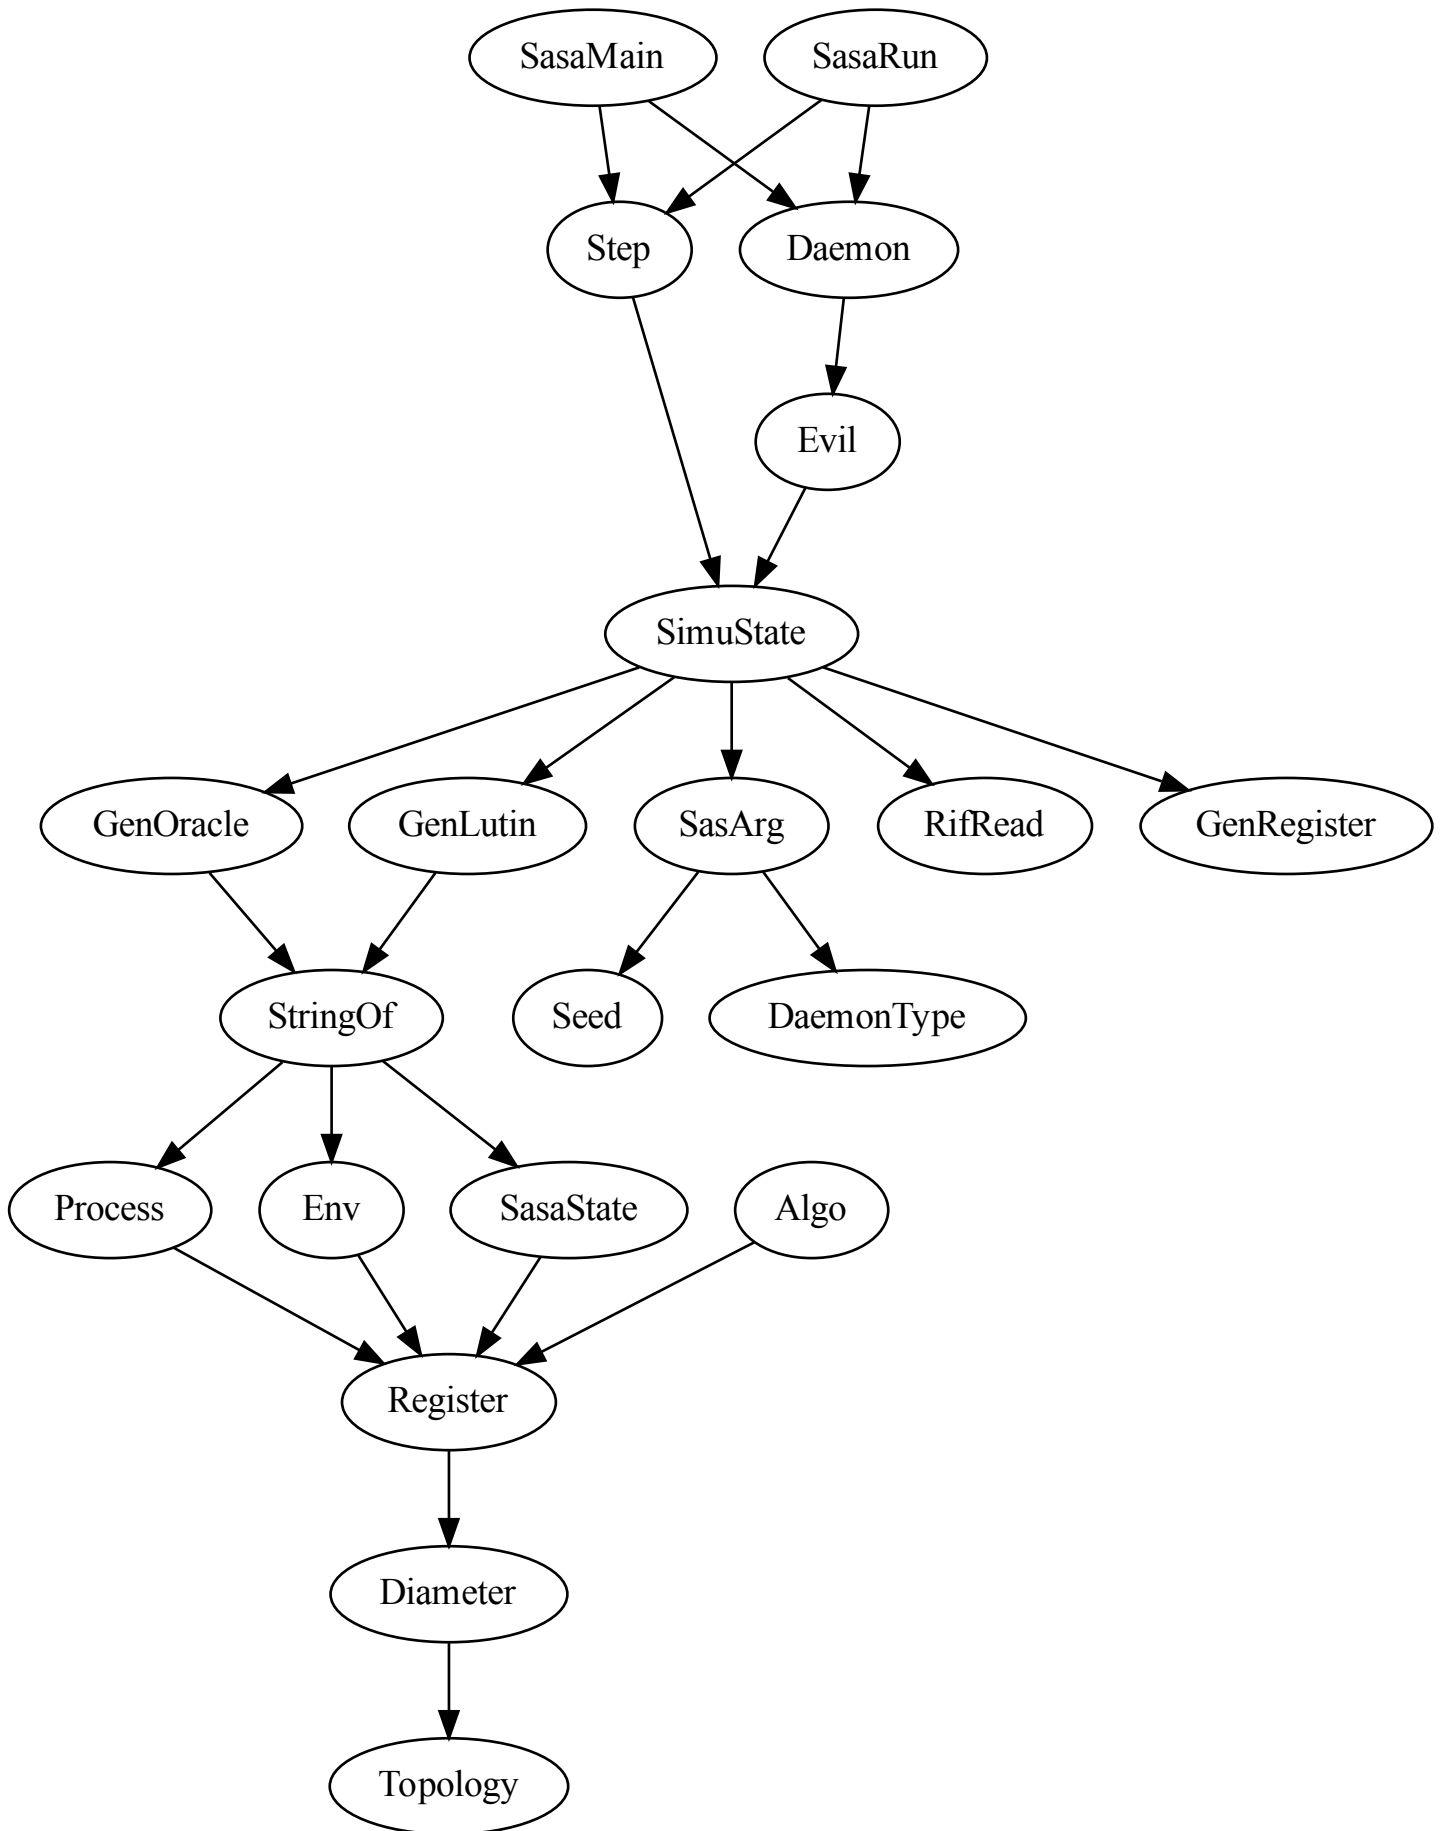 SasaMain
SasaRun
Step
Daemon
Evil
SimuState
GenOracle
GenLutin
SasArg
RifRead
GenRegister
StringOf
Seed
DaemonType
Process
Env
SasaState
Algo
Register
Diameter
Topology